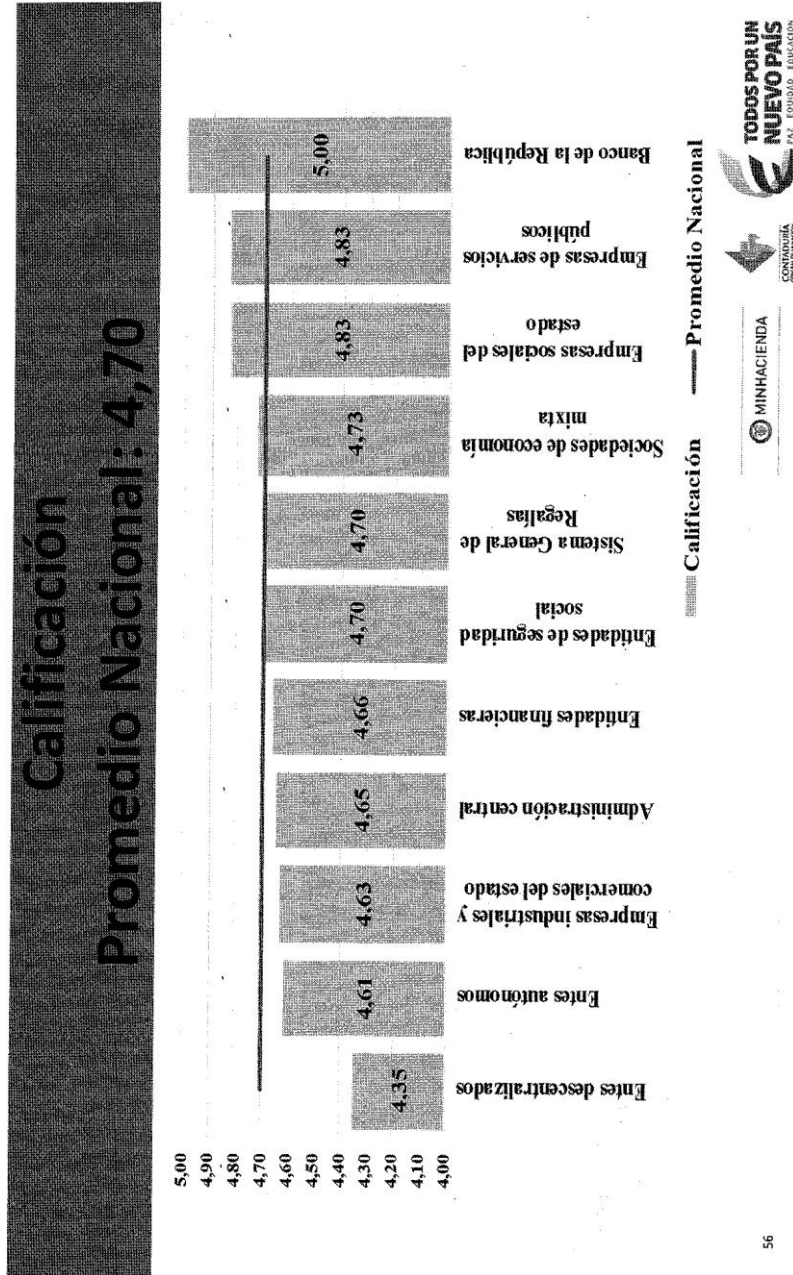 Calificación
Promedio Nacional: 4,70
5,00
4,90
4,80
4,70
4,60
4,50
4,40
4,30
4,20
4,10
4,00
4,35
4,61
4,63
4,65
4,66
4,70
4,70
4,73
4,83
4,83
5,00
Entes descentralizados
Entes autónomos
Empresas industriales y
comerciales del estado
Administración central
Entidades financieras
Entidades de seguridad
social
Sistema General de
Regalías
Sociedades de economía
mixta
Empresas sociales del
estado
Empresas de servicios
públicos
Banco de la República
Calificación
Promedio Nacional
MINHACIENDA
CONTADURÍA
TODOS POR UN
NUEVO PAÍS
PAZ EQUIDAD EDUCACIÓN
56